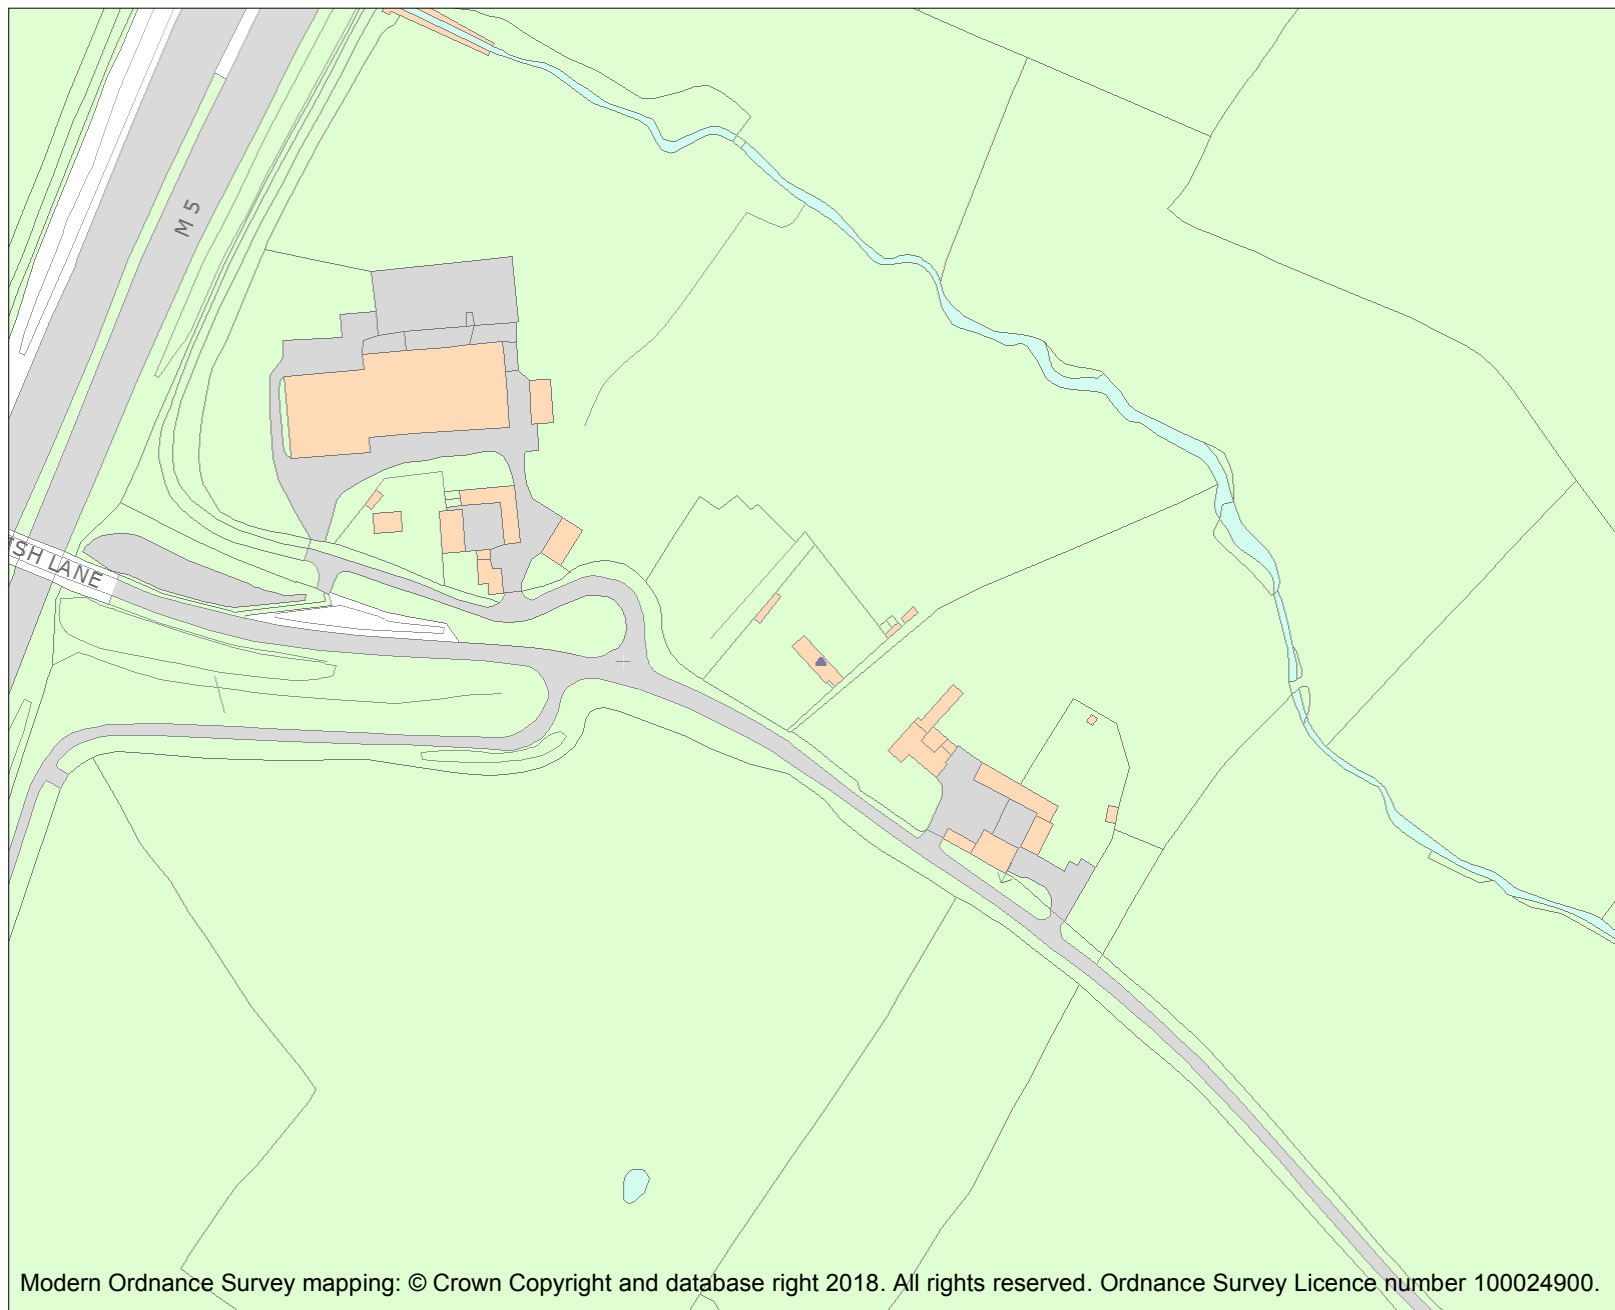 M 5
SH LANE
Modern Ordnance Survey mapping: © Crown Copyright and database right 2018. All rights reserved. Ordnance Survey Licence number 100024900.